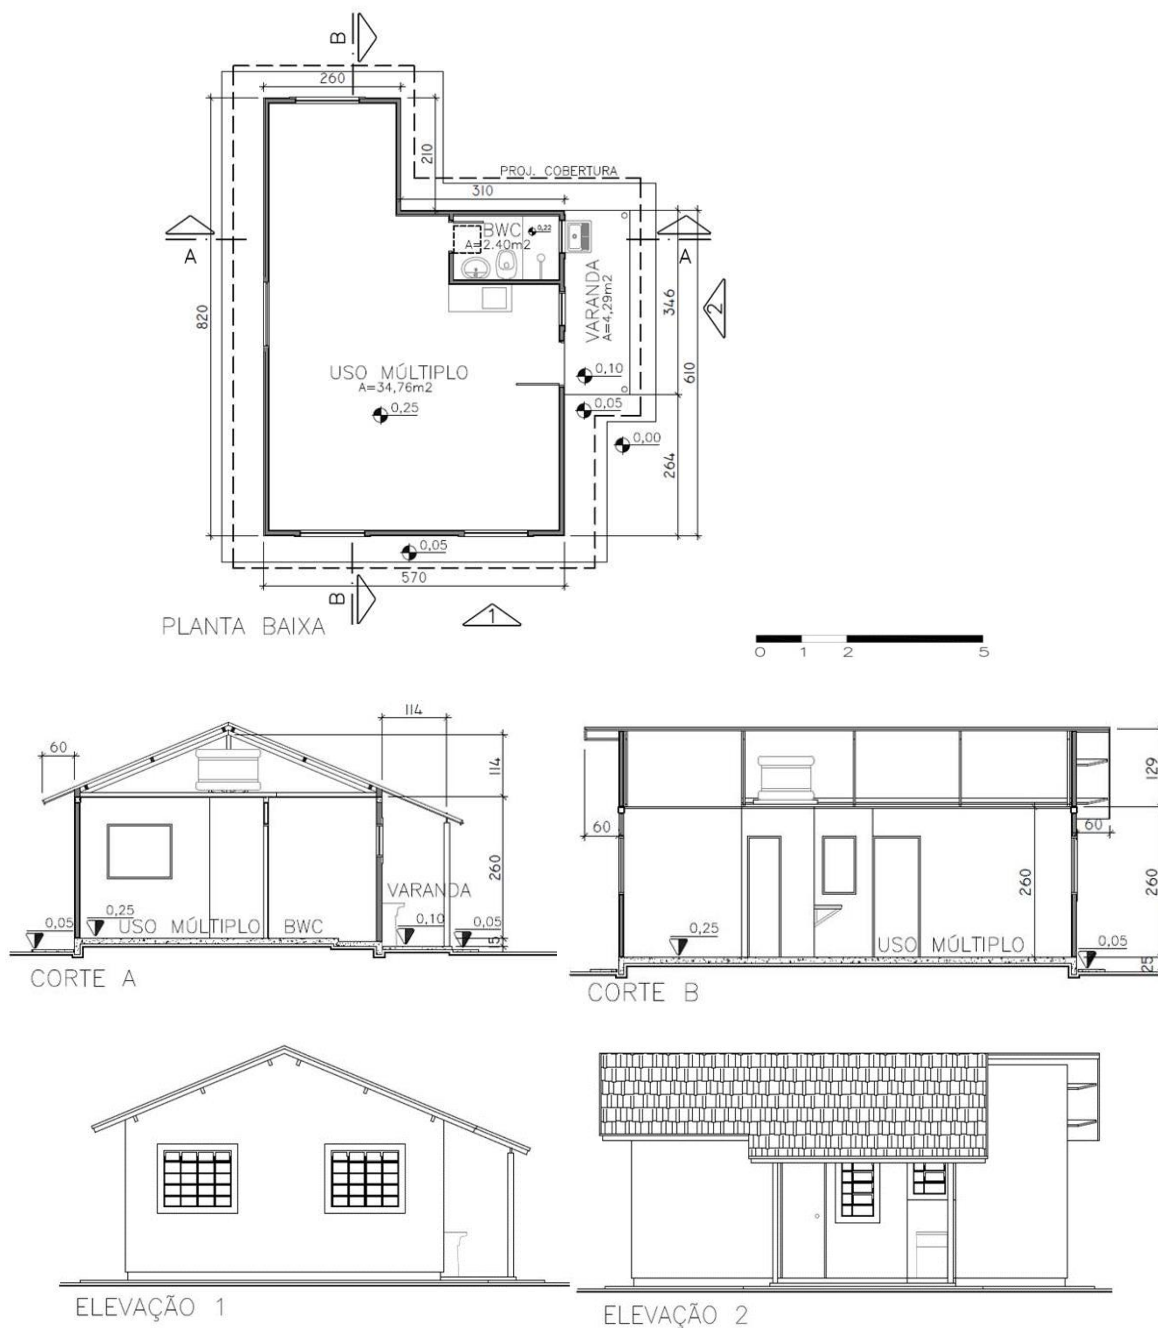 B
260
210
PROJ. COBERTURA
310
BWC
0,22
A=2.40m2
A
A
VARANDA
A=4,29m2
820
346
2
610
USO MÚLTIPLO
A=34,76m2
0,10
0,25
0,05
0,00
264
0,05
570
B
1
PLANTA BAIXA
0 1 2 5
114
60
114
260
VARANDA
0,05
0,25
USO MÚLTIPLO
BWC
0,10
0,05
15
CORTE A
129
60
60
260
260
0,25
USO MÚLTIPLO
0,05
25
CORTE B
ELEVAÇÃO 1
ELEVAÇÃO 2